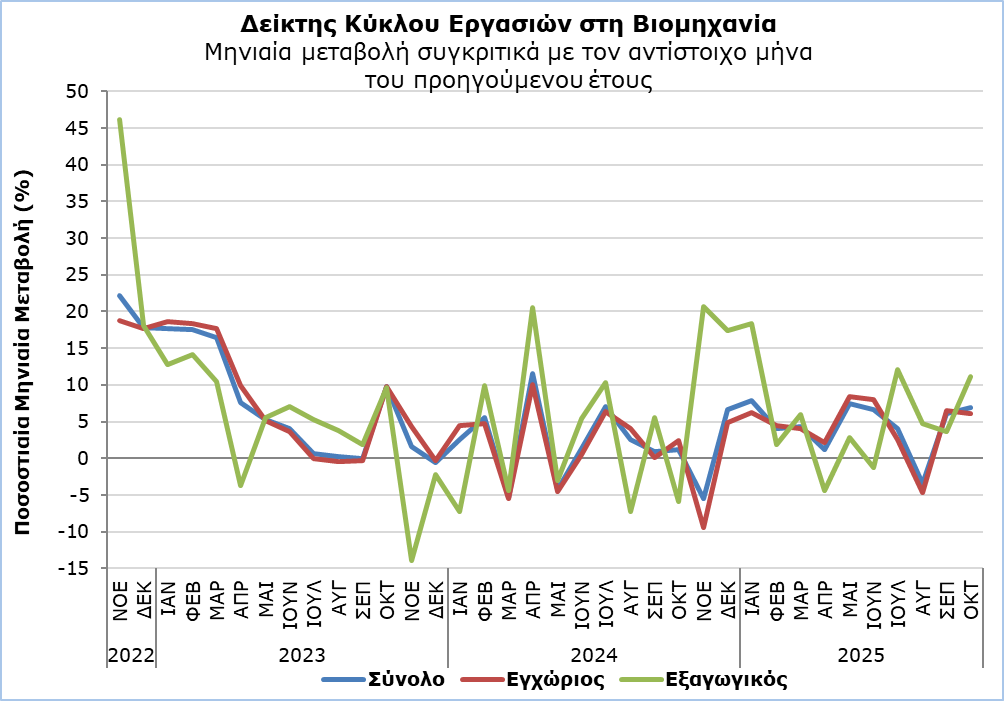 Δείκτης Κύκλου Εργασιών στη Βιομηχανία
Μηνιαία μεταβολή συγκριτικά με τον αντίστοιχο μήνα
του προηγούμενου έτους
Ποσοστιαία Μηνιαία Μεταβολή (%)
50
45
40
35
30
25
20
15
10
5
0
-5
-10
-15
ΝΟΕ ΔΕΚ ΙΑΝ ΦΕΒ ΜΑΡ ΑΠΡ ΜΑΙ ΙΟΥΝ ΙΟΥΛ ΑΥΓ ΣΕΠ ΟΚΤ ΝΟΕ ΔΕΚ ΙΑΝ ΦΕΒ ΜΑΡ ΑΠΡ ΜΑΙ ΙΟΥΝ ΙΟΥΛ ΑΥΓ ΣΕΠ ΟΚΤ ΝΟΕ ΔΕΚ ΙΑΝ ΦΕΒ ΜΑΡ ΑΠΡ ΜΑΙ ΙΟΥΝ ΙΟΥΛ ΑΥΓ ΣΕΠ ΟΚΤ
2022 2023 2024 2025
Σύνολο Εγχώριος Εξαγωγικός